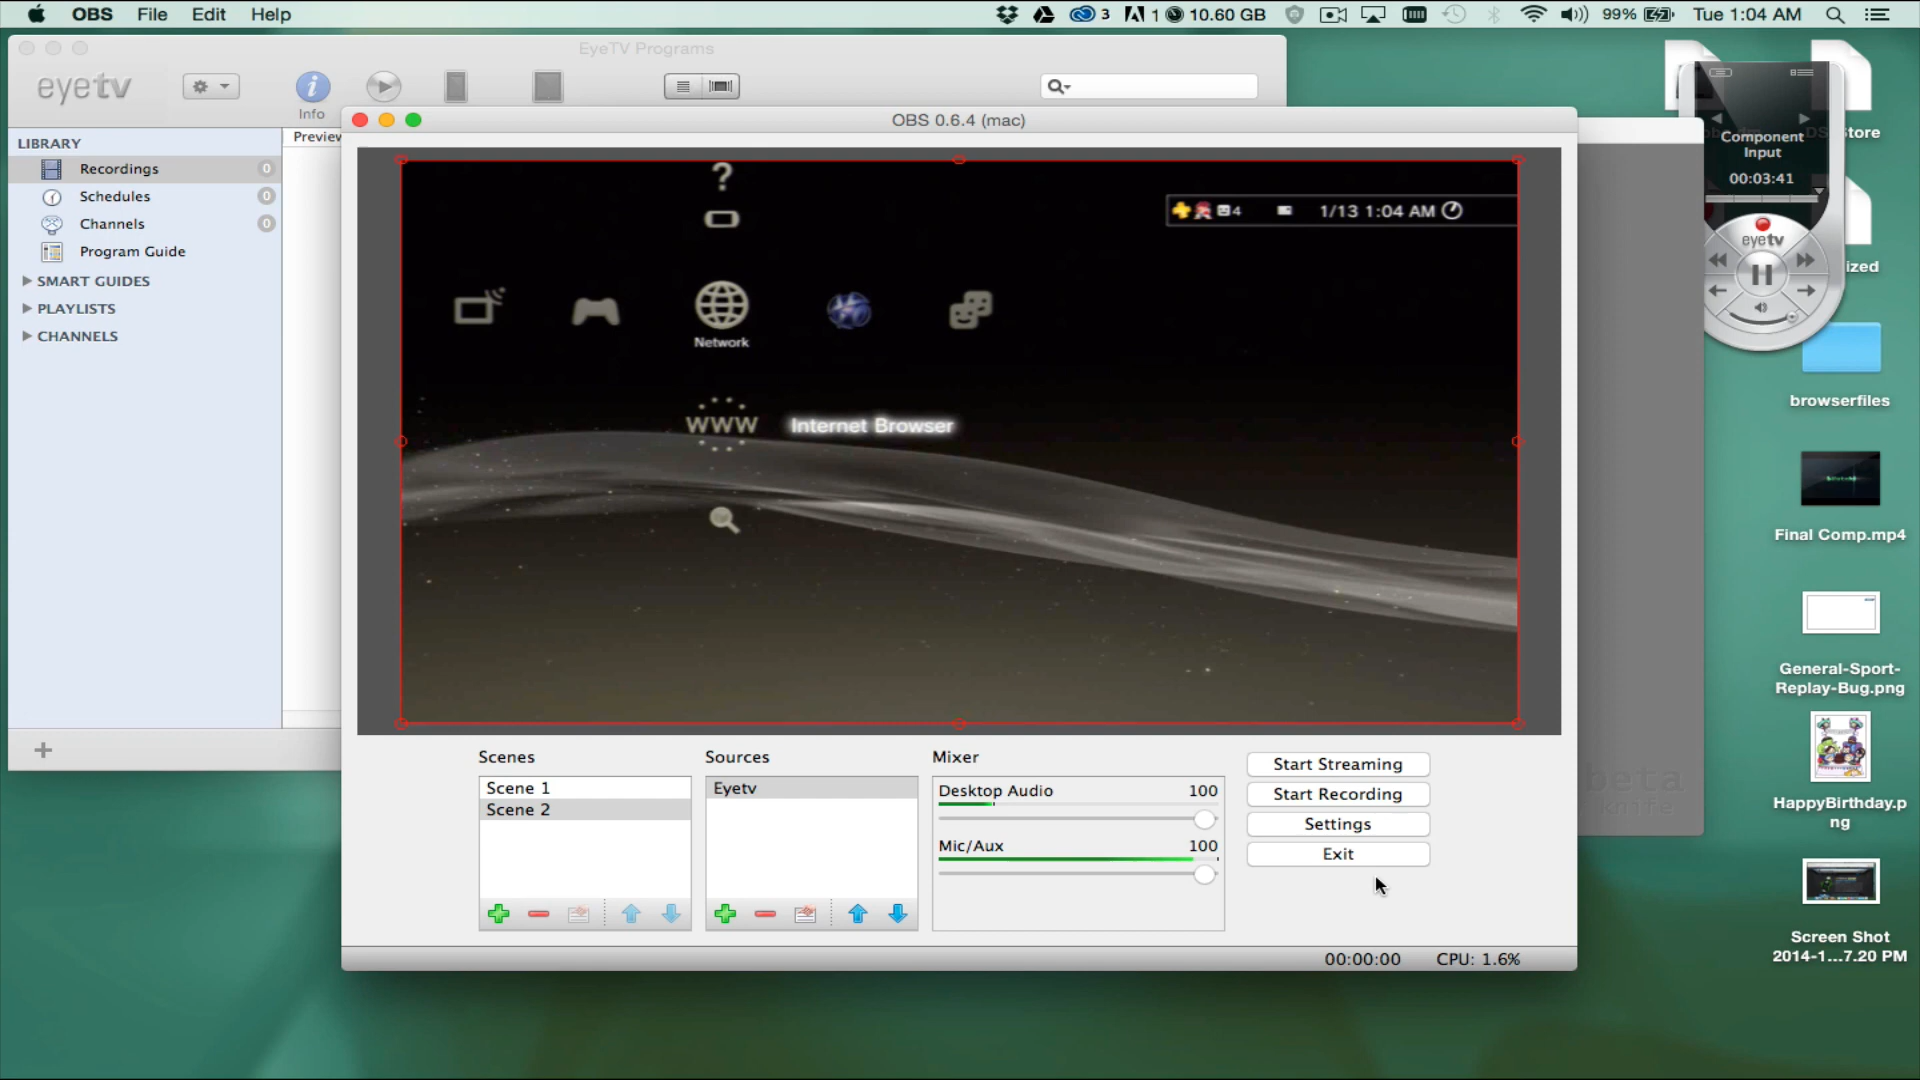 OBS File Edit Help
3 1 10.60 GB 99% Tue 1:04 AM
EyeTV Programs
eyetv
Info
LIBRARY
Recordings 0
Schedules 0
Channels 0
Program Guide
SMART GUIDES
PLAYLISTS
CHANNELS
Preview
OBS 0.6.4 (mac)
?
4 1/13 1:04 AM
Network
WWW Internet Browser
Scenes
Scene 1
Scene 2
Sources
Eyetv
Mixer
Desktop Audio 100
Mic/Aux 100
Start Streaming
Start Recording
Settings
Exit
00:00:00 CPU: 1.6%
Component
Input
00:03:41
eyetv
tore
ized
browserfiles
Final Comp.mp4
General-Sport-
Replay-Bug.png
HappyBirthday.p
ng
Screen Shot
2014-1...7.20 PM
beta